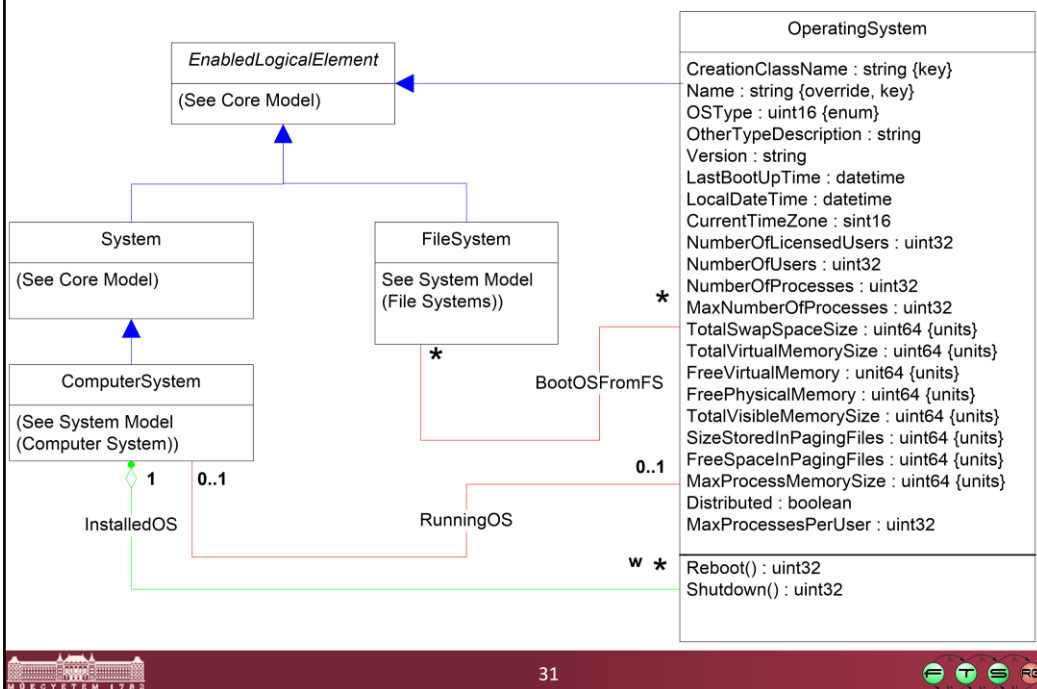 EnabledLogicalElement
(See Core Model)
System
(See Core Model)
FileSystem
See System Model
(File Systems))
ComputerSystem
(See System Model
(Computer System))
OperatingSystem
CreationClassName : string {key}
Name : string {override, key}
OSType : uint16 {enum}
OtherTypeDescription : string
Version : string
LastBootUpTime : datetime
LocalDateTime : datetime
CurrentTimeZone : sint16
NumberOfLicensedUsers : uint32
NumberOfUsers : uint32
NumberOfProcesses : uint32
MaxNumberOfProcesses : uint32
TotalSwapSpaceSize : uint64 {units}
TotalVirtualMemorySize : uint64 {units}
FreeVirtualMemory : unit64 {units}
FreePhysicalMemory : uint64 {units}
TotalVisibleMemorySize : uint64 {units}
SizeStoredInPagingFiles : uint64 {units}
FreeSpaceInPagingFiles : uint64 {units}
MaxProcessMemorySize : uint64 {units}
Distributed : boolean
MaxProcessesPerUser : uint32
Reboot() : uint32
Shutdown() : uint32
*
*
BootOSFromFS
0..1
1
0..1
InstalledOS
RunningOS
w *
MŰEGYETEM 1782
31
F T S RG